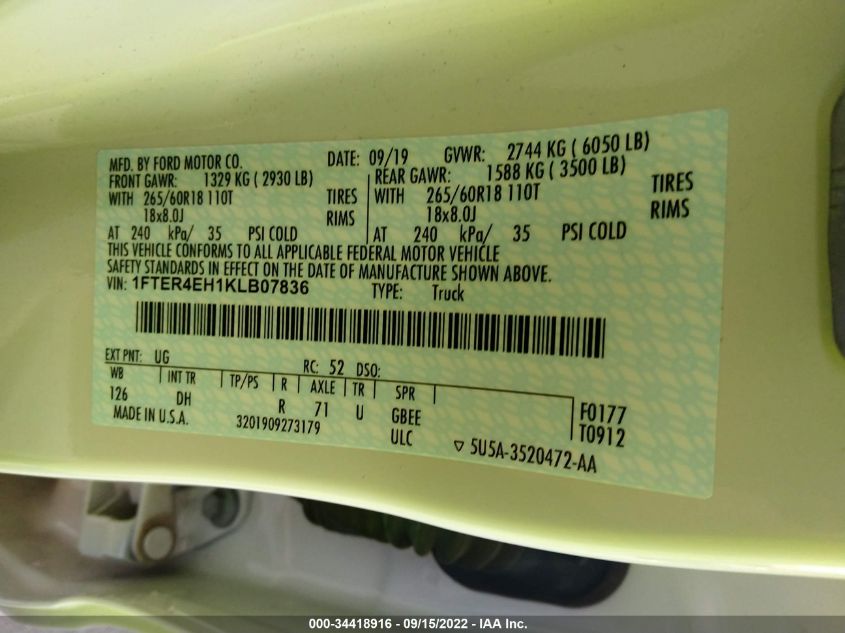 MFD. BY FORD MOTOR CO. DATE: 09/19 GVWR: 2744 KG ( 6050 LB)
FRONT GAWR: 1329 KG ( 2930 LB) REAR GAWR: 1588 KG ( 3500 LB)
WITH 265/60R18 110T TIRES WITH 265/60R18 110T TIRES
18x8.0J RIMS 18x8.0J RIMS
AT 240 kPa/ 35 PSI COLD AT 240 kPa/ 35 PSI COLD
THIS VEHICLE CONFORMS TO ALL APPLICABLE FEDERAL MOTOR VEHICLE
SAFETY STANDARDS IN EFFECT ON THE DATE OF MANUFACTURE SHOWN ABOVE.
VIN: 1FTER4EH1KLB07836 TYPE: Truck
EXT PNT: UG RC: 52 DSO:
WB INT TR TP/PS R AXLE TR SPR
126 DH R 71 U GBEE F0177
MADE IN U.S.A. 3201909273179 ULC T0912
5U5A-3520472-AA
000-34418916 - 09/15/2022 - IAA Inc.